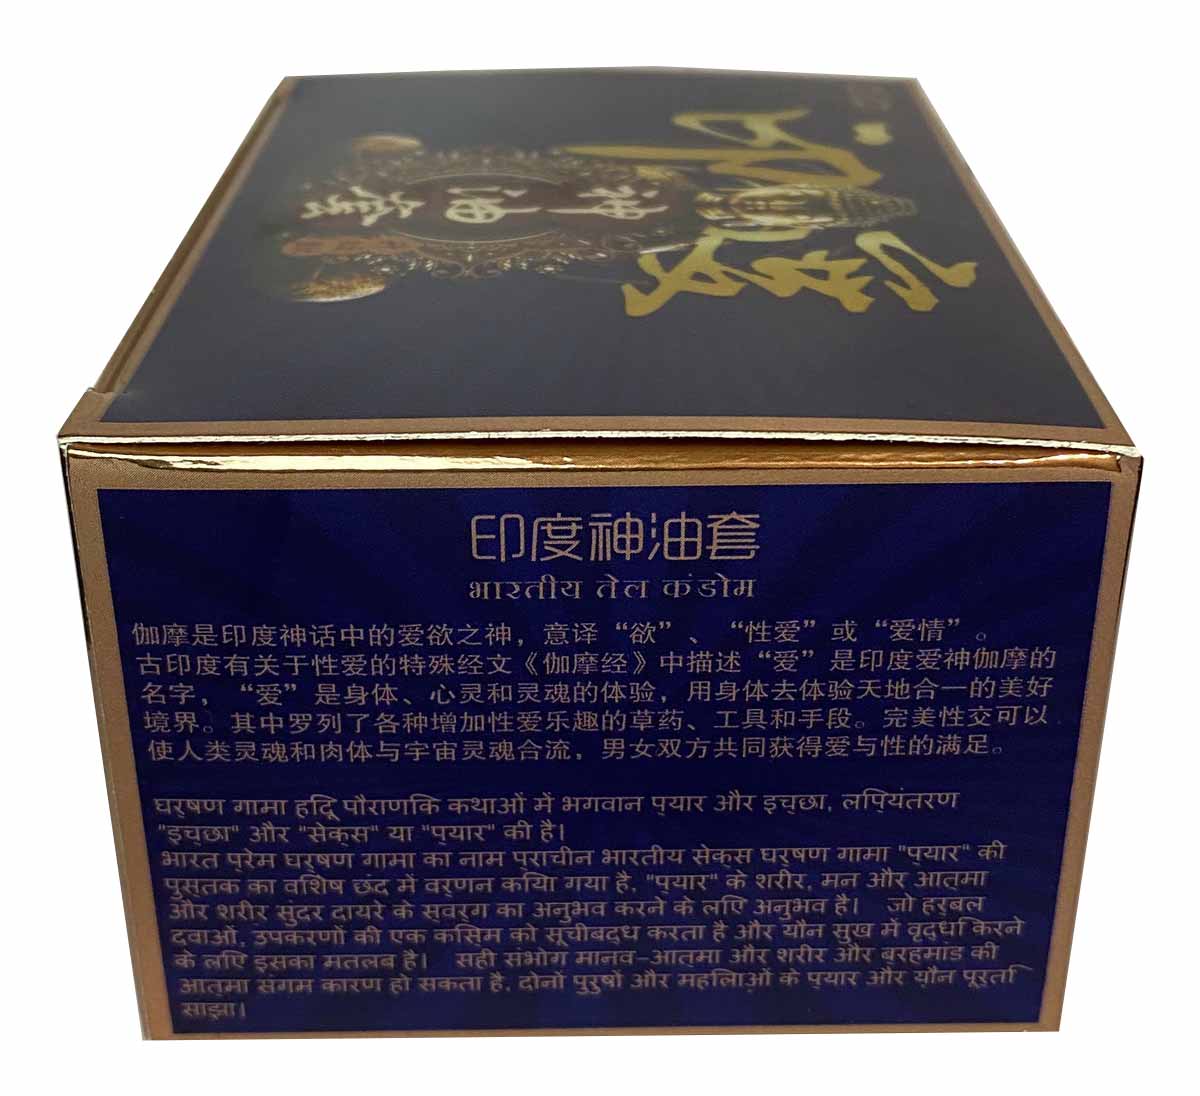 神油套
印度神油套
भारतीय तेल कंडोम
伽摩是印度神话中的爱欲之神，意译“欲”、“性爱”或“爱情”。
古印度有关于性爱的特殊经文《伽摩经》中描述“爱”是印度爱神伽摩的
名字，“爱”是身体、心灵和灵魂的体验，用身体去体验天地合一的美好
境界。其中罗列了各种增加性爱乐趣的草药、工具和手段。完美性交可以
使人类灵魂和肉体与宇宙灵魂合流，男女双方共同获得爱与性的满足。
घर्षण गामा हिंदू पौराणिक कथाओं में भगवान प्यार और इच्छा, लिप्यंतरण
"इच्छा" और "सेक्स" या "प्यार" की है।
भारत प्रेम घर्षण गामा का नाम प्राचीन भारतीय सेक्स घर्षण गामा "प्यार" की
पुस्तक का विशेष छंद में वर्णन किया गया है, "प्यार" के शरीर, मन और आत्मा
और शरीर सुंदर दायरे के स्वर्ग का अनुभव करने के लिए अनुभव है। जो हर्बल
दवाओं, उपकरणों की एक किस्म को सूचीबद्ध करता है और यौन सुख में वृद्धि करने
के लिए इसका मतलब है। सही संभोग मानव-आत्मा और शरीर और ब्रह्मांड की
आत्मा संगम कारण हो सकता है, दोनों पुरुषों और महिलाओं के प्यार और यौन पूर्ति
साझा।